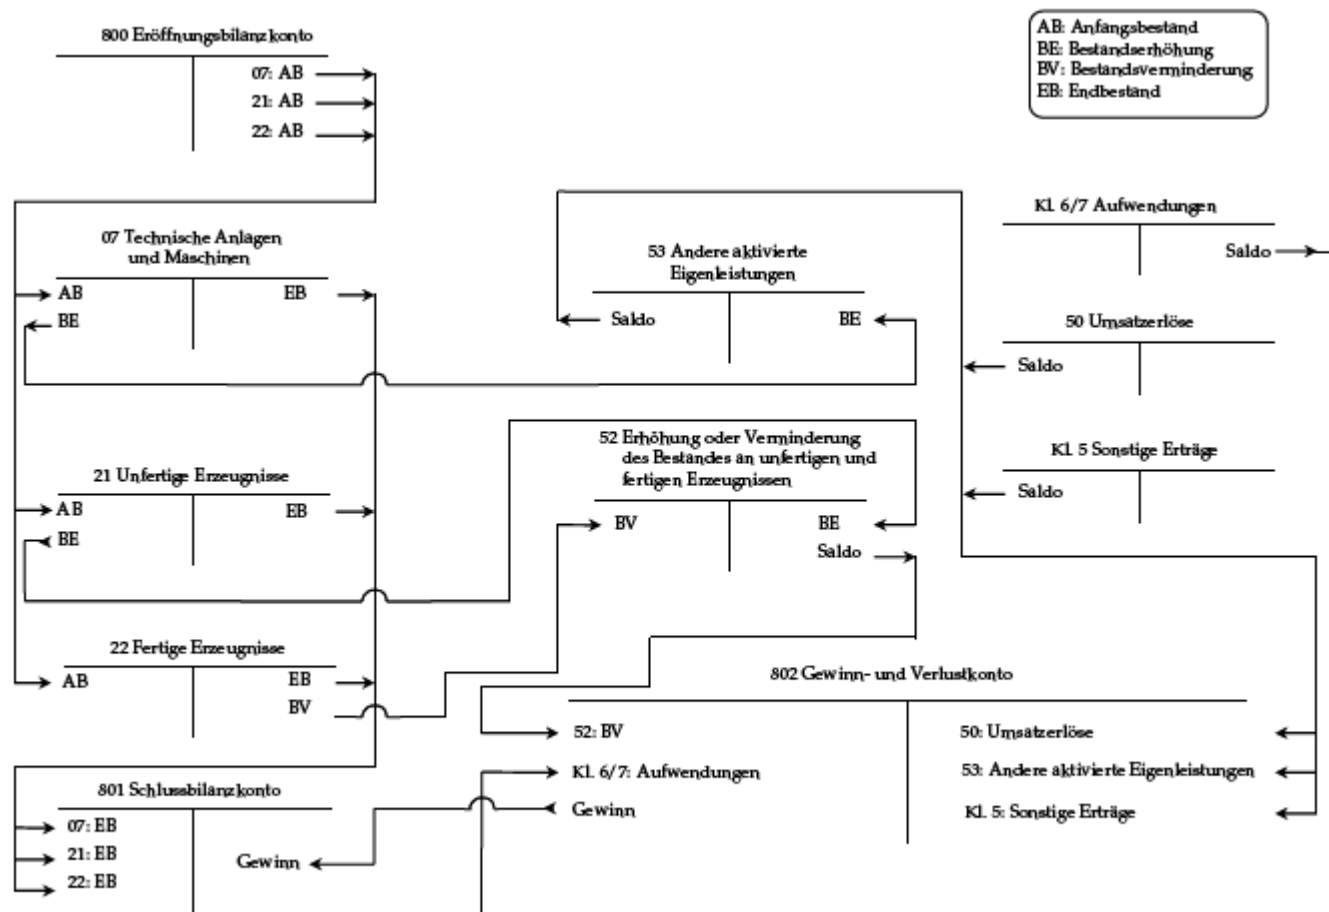 800 Eröffnungsbilanzkonto
07: AB
21: AB
22: AB
AB: Anfangsbestand
BE: Bestandserhöhung
BV: Bestandsverminderung
EB: Endbestand
07 Technische Anlagen
und Maschinen
AB
EB
BE
53 Andere aktivierte
Eigenleistungen
Saldo
BE
Kl. 6/7 Aufwendungen
Saldo
50 Umsatzerlöse
Saldo
Kl. 5 Sonstige Erträge
Saldo
21 Unfertige Erzeugnisse
AB
EB
BE
52 Erhöhung oder Verminderung
des Bestandes an unfertigen und
fertigen Erzeugnissen
BV
BE
Saldo
22 Fertige Erzeugnisse
AB
EB
BV
802 Gewinn- und Verlustkonto
52: BV
50: Umsatzerlöse
Kl. 6/7: Aufwendungen
53: Andere aktivierte Eigenleistungen
Gewinn
Kl. 5: Sonstige Erträge
801 Schlussbilanzkonto
07: EB
21: EB
Gewinn
22: EB